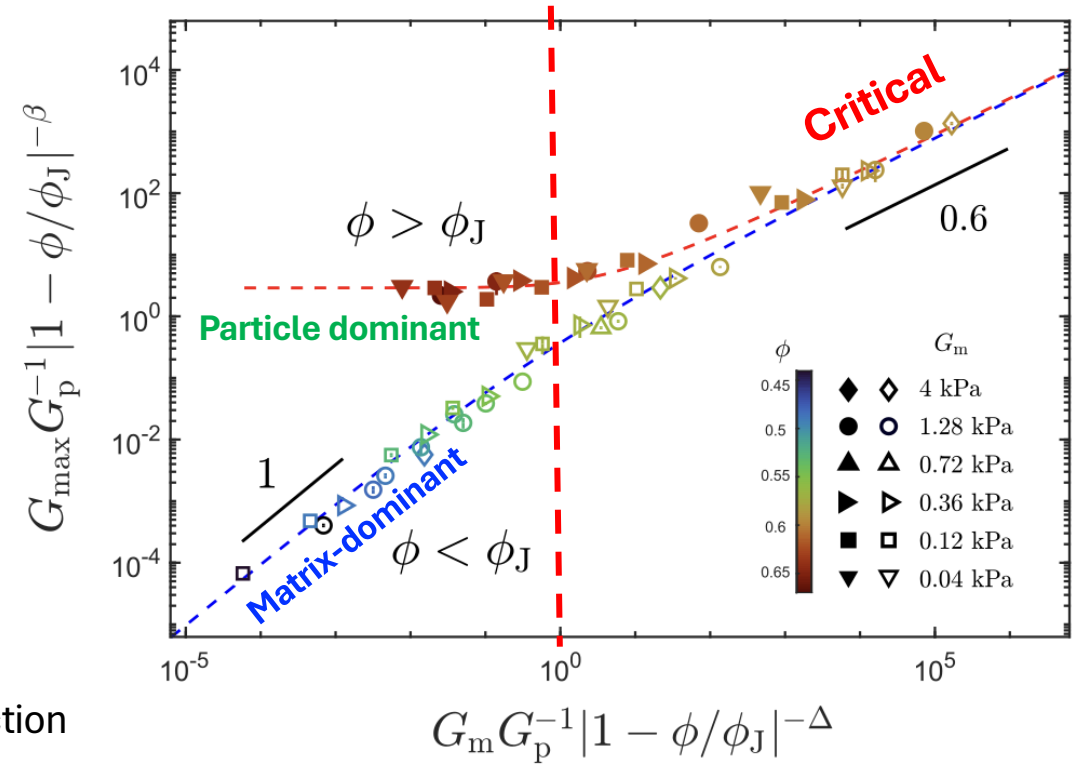 10^4
10^2
10^0
10^-2
10^-4
G_max G_p^-1 |1 − ϕ/ϕ_J|^-β
Critical
ϕ > ϕ_J
0.6
Particle dominant
1
Matrix-dominant
ϕ < ϕ_J
ϕ
0.45
0.5
0.55
0.6
0.65
G_m
4 kPa
1.28 kPa
0.72 kPa
0.36 kPa
0.12 kPa
0.04 kPa
10^-5
10^0
10^5
G_m G_p^-1 |1 − ϕ/ϕ_J|^-Δ
ction